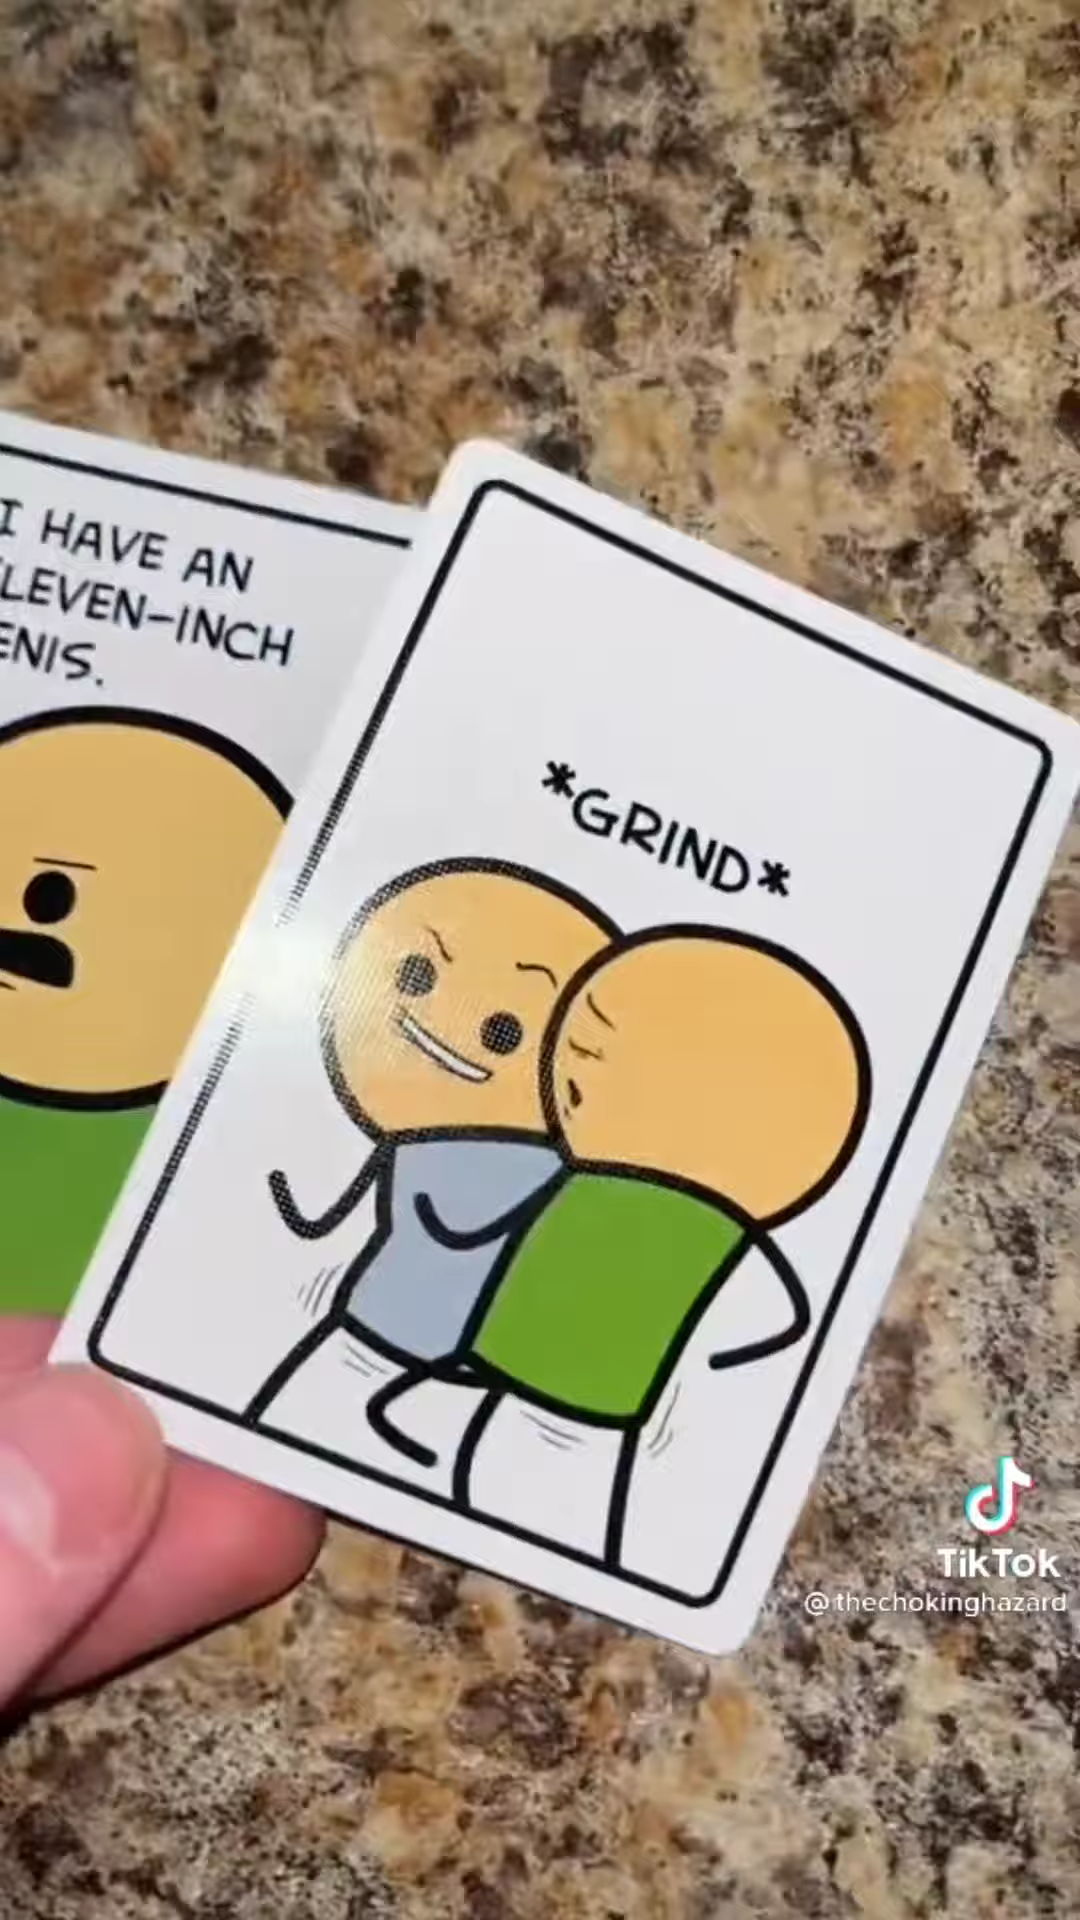 I HAVE AN
LEVEN-INCH
ENIS.
*GRIND*
TikTok
@thechokinghazard